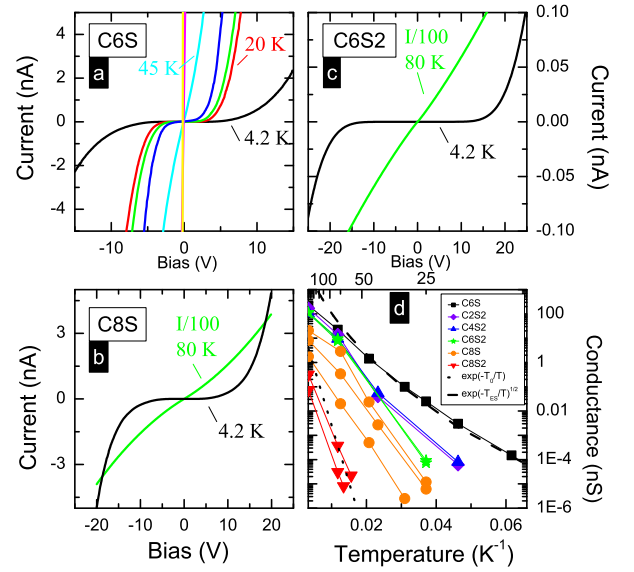 C6S
a
45 K
20 K
4.2 K
4
2
0
-2
-4
Current (nA)
-10
0
10
Bias (V)
C6S2
c
I/100
80 K
4.2 K
0.10
0.05
0.00
-0.05
-0.10
Current (nA)
-20
-10
0
10
20
Bias (V)
C8S
b
I/100
80 K
4.2 K
3
0
-3
Current (nA)
-20
-10
0
10
20
Bias (V)
100
50
25
d
C6S
C2S2
C4S2
C6S2
C8S
C8S2
exp(-T0/T)
exp(-TES/T)1/2
100
1
0.01
1E-4
1E-6
Conductance (nS)
0.02
0.04
0.06
Temperature (K-1)